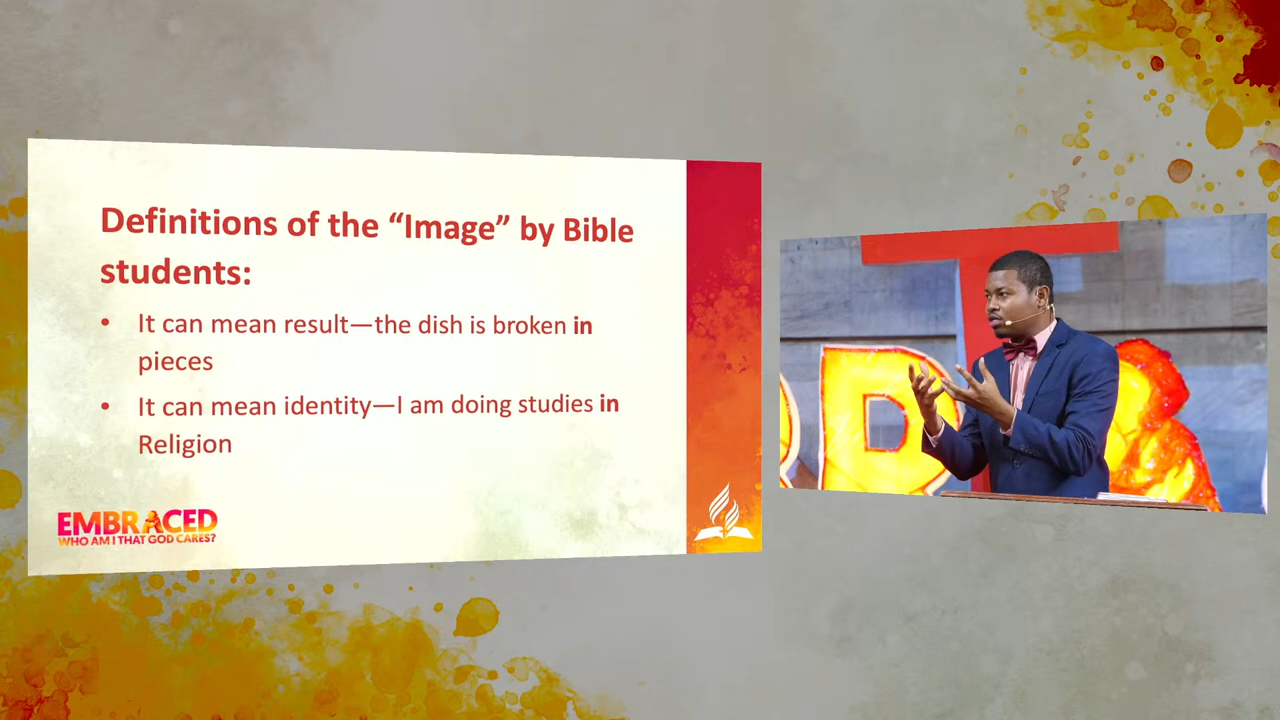 Definitions of the “Image” by Bible
students:
• It can mean result—the dish is broken in
pieces
• It can mean identity—I am doing studies in
Religion
EMBRACED
WHO AM I THAT GOD CARES?
T
D